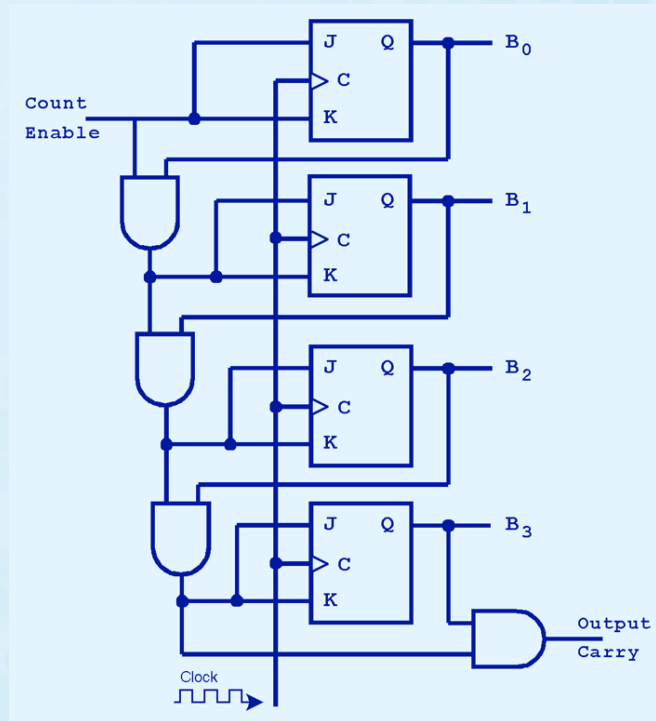 J Q B0
C
Count
Enable
K
J Q B1
C
K
J Q B2
C
K
J Q B3
C
K
Output
Carry
Clock